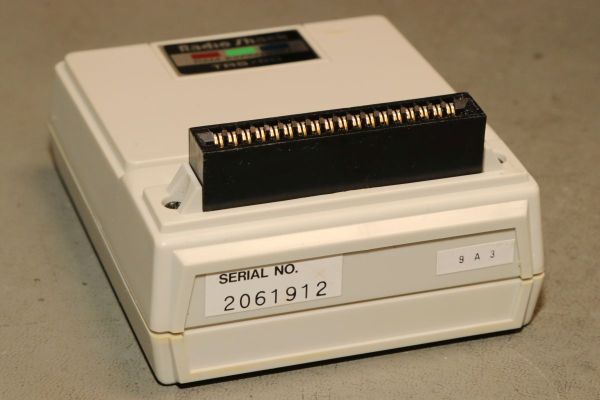 Radio Shack
TRS-80
SERIAL NO.
2061912
9 A 3